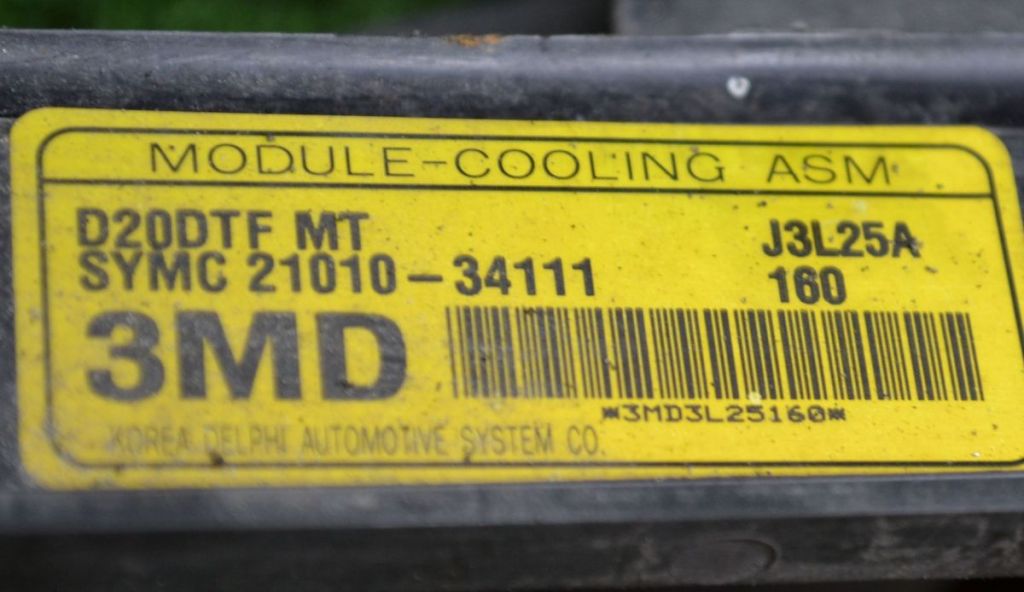 MODULE-COOLING ASM
D20DTF MT J3L25A
SYMC 21010-34111 160
3MD
*3MD3L25160*
KOREA DELPHI AUTOMOTIVE SYSTEM CO.